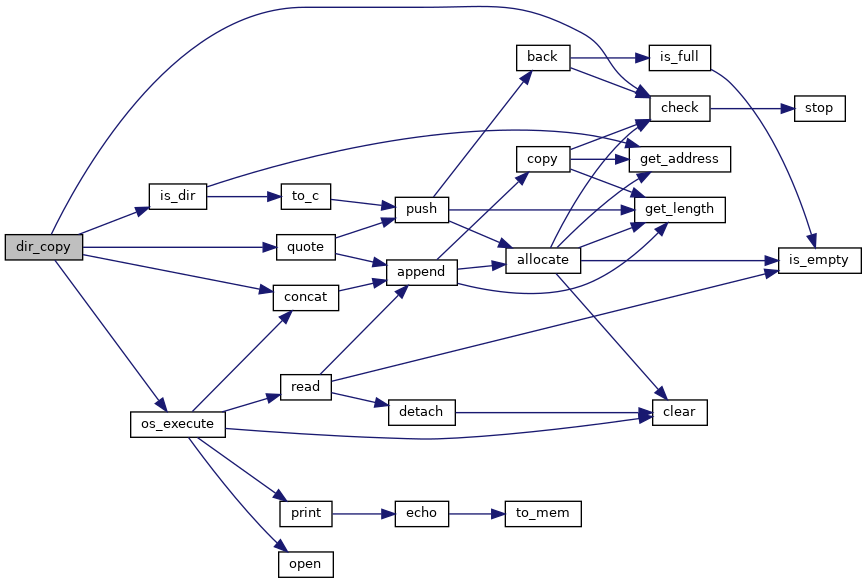 back
is_full
check
stop
copy
get_address
is_dir
to_c
push
get_length
dir_copy
quote
allocate
is_empty
append
concat
read
detach
clear
os_execute
print
echo
to_mem
open